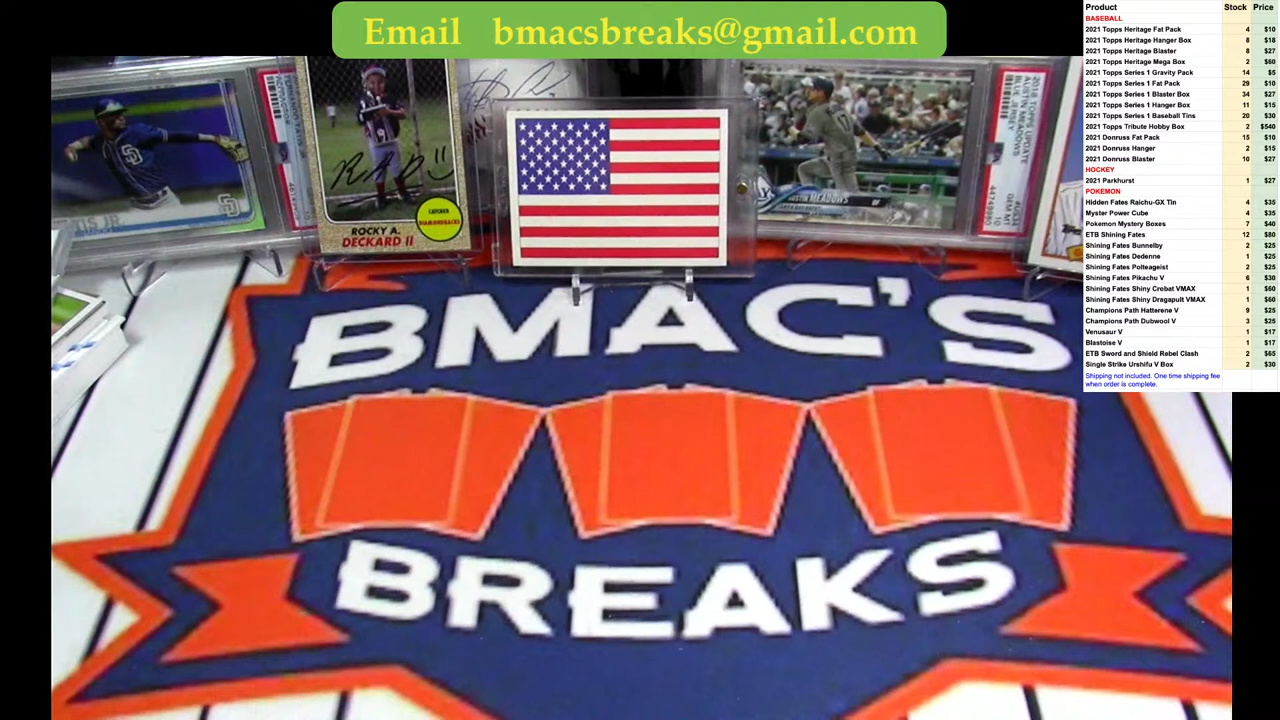 Email bmacsbreaks@gmail.com
Product Stock Price
BASEBALL
2021 Topps Heritage Fat Pack 4 $10
2021 Topps Heritage Hanger Box 8 $18
2021 Topps Heritage Blaster 8 $27
2021 Topps Heritage Mega Box 2 $60
2021 Topps Series 1 Gravity Pack 14 $5
2021 Topps Series 1 Fat Pack 29 $10
2021 Topps Series 1 Blaster Box 34 $27
2021 Topps Series 1 Hanger Box 11 $15
2021 Topps Series 1 Baseball Tins 20 $30
2021 Topps Tribute Hobby Box 2 $540
2021 Donruss Fat Pack 15 $10
2021 Donruss Hanger 2 $15
2021 Donruss Blaster 10 $27
HOCKEY
2021 Parkhurst 1 $27
POKEMON
Hidden Fates Raichu-GX Tin 4 $35
Myster Power Cube 4 $35
Pokemon Mystery Boxes 7 $40
ETB Shining Fates 12 $80
Shining Fates Bunnelby 2 $25
Shining Fates Dedenne 1 $25
Shining Fates Polteageist 2 $25
Shining Fates Pikachu V 6 $30
Shining Fates Shiny Crobat VMAX 1 $60
Shining Fates Shiny Dragapult VMAX 1 $60
Champions Path Hatterene V 9 $25
Champions Path Dubwool V 3 $25
Venusaur V 1 $17
Blastoise V 1 $17
ETB Sword and Shield Rebel Clash 2 $65
Single Strike Urshifu V Box 2 $30
Shipping not included. One time shipping fee
when order is complete.
SD
17
AUSTIN MEADOWS OF
CATCHER
DIAMONDBACKS
ROCKY A.
DECKARD II
BMAC'S
BREAKS